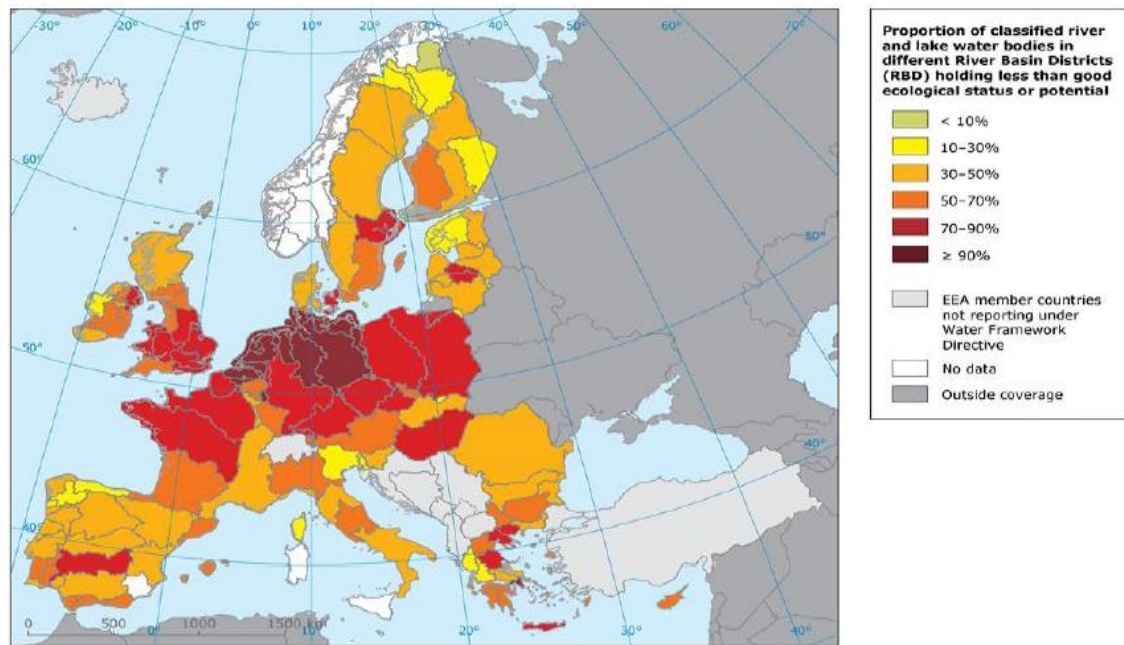 -30° -20° -10° 0° 10° 20° 30° 40° 50° 60° 70°
60°
60°
50°
50°
40°
40°
0 500 1000 1500 km
0° 10° 20° 30° 40°
Proportion of classified river
and lake water bodies in
different River Basin Districts
(RBD) holding less than good
ecological status or potential
< 10%
10–30%
30–50%
50–70%
70–90%
≥ 90%
EEA member countries
not reporting under
Water Framework
Directive
No data
Outside coverage